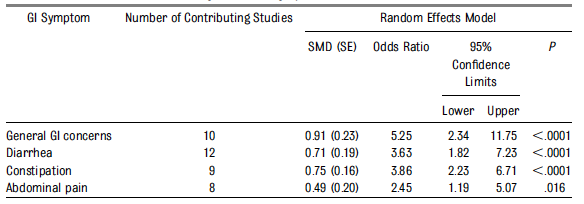 GI Symptom Number of Contributing Studies Random Effects Model
SMD (SE) Odds Ratio 95% Confidence Limits P
Lower Upper
General GI concerns 10 0.91 (0.23) 5.25 2.34 11.75 <.0001
Diarrhea 12 0.71 (0.19) 3.63 1.82 7.23 <.0001
Constipation 9 0.75 (0.16) 3.86 2.23 6.71 <.0001
Abdominal pain 8 0.49 (0.20) 2.45 1.19 5.07 .016